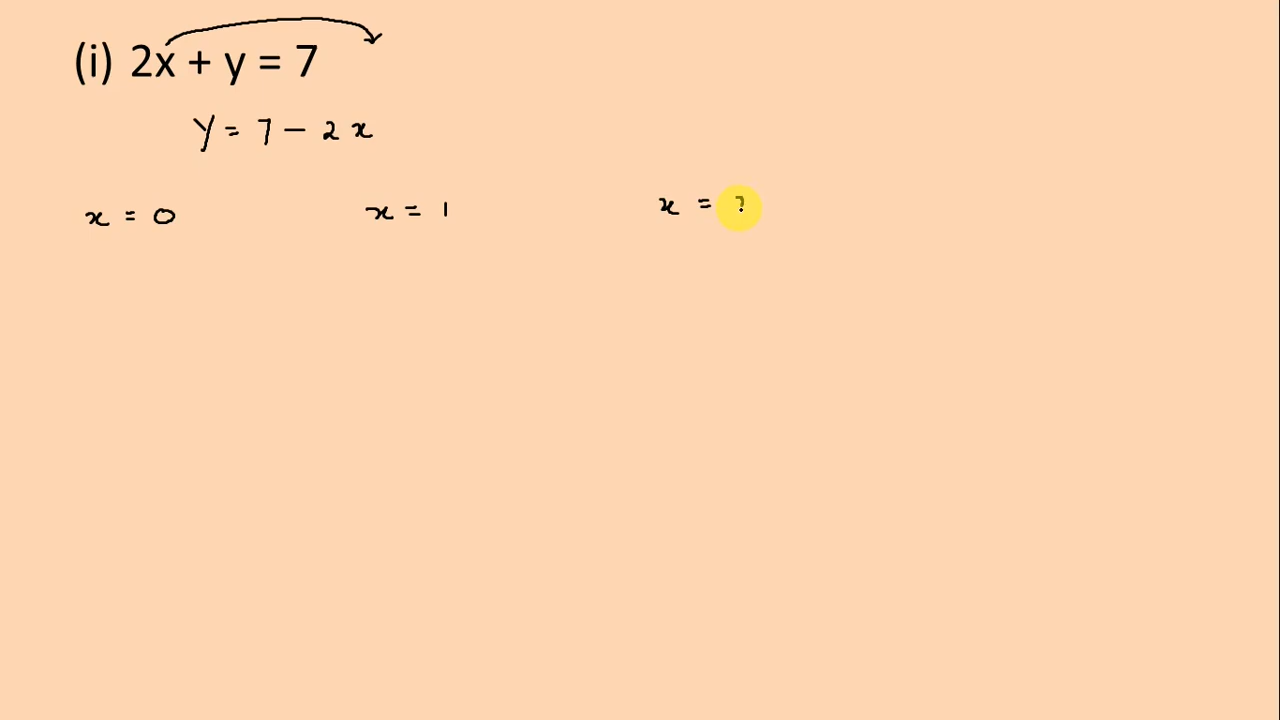 (i) 2x + y = 7
y = 7 - 2x
x = 0 x = 1 x =